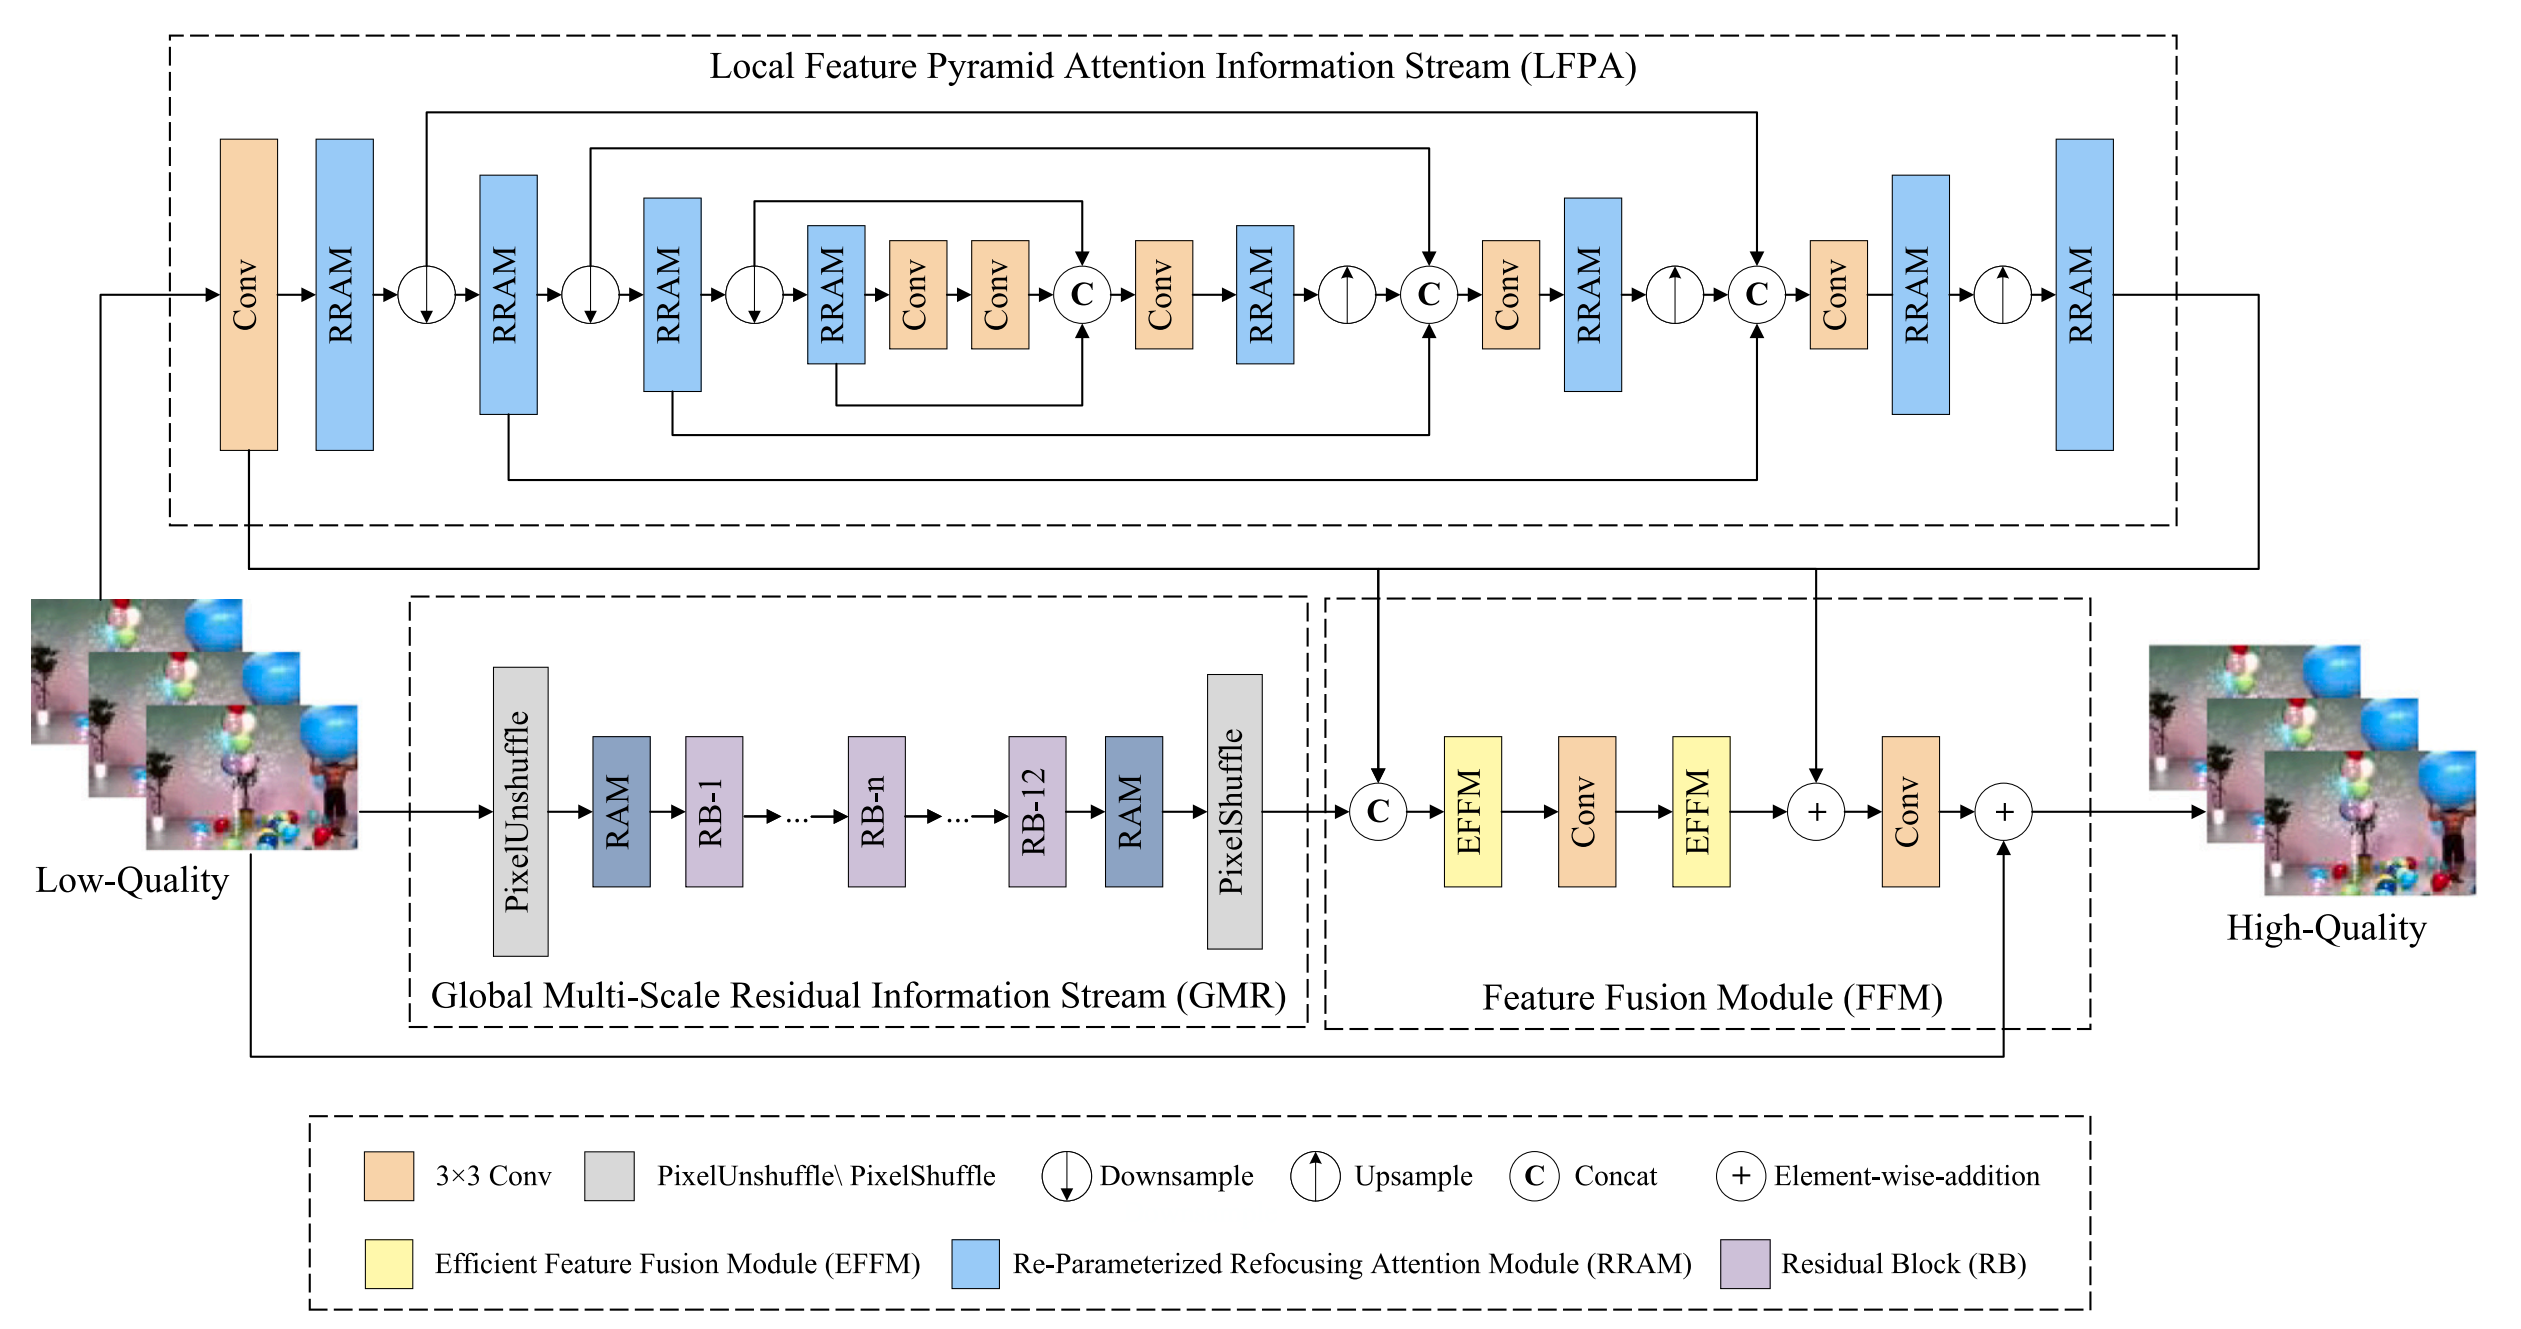 Local Feature Pyramid Attention Information Stream (LFPA)
Conv
RRAM
RRAM
RRAM
RRAM
Conv
Conv
C
Conv
RRAM
C
Conv
RRAM
C
Conv
RRAM
RRAM
Low-Quality
PixelUnshuffle
RAM
RB-1
...
RB-n
...
RB-12
RAM
PixelShuffle
Global Multi-Scale Residual Information Stream (GMR)
C
EFFM
Conv
EFFM
+
Conv
+
Feature Fusion Module (FFM)
High-Quality
3×3 Conv
PixelUnshuffle\ PixelShuffle
Downsample
Upsample
C
Concat
+
Element-wise-addition
Efficient Feature Fusion Module (EFFM)
Re-Parameterized Refocusing Attention Module (RRAM)
Residual Block (RB)